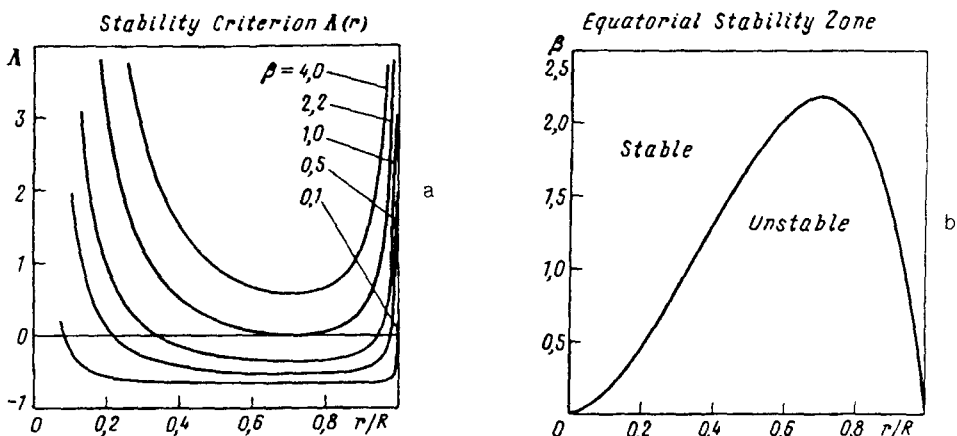 Stability Criterion Λ(r)
Λ
3
2
1
0
-1
β = 4,0
2,2
1,0
0,5
0,1
0 0,2 0,4 0,6 0,8 r/R
a
Equatorial Stability Zone
β
2,5
2,0
1,5
1,0
0,5
Stable
Unstable
0 0.2 0.4 0.6 0.8 r/R
b